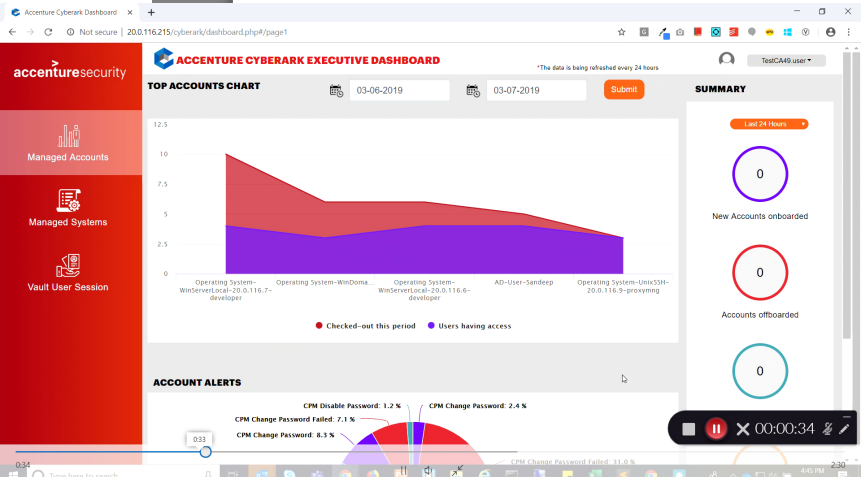 Accenture Cyberark Dashboard
Not secure | 20.0.116.215/cyberark/dashboard.php#/page1
accenturesecurity
ACCENTURE CYBERARK EXECUTIVE DASHBOARD
*The data is being refreshed every 24 hours
TestCA49.user
TOP ACCOUNTS CHART
03-06-2019
03-07-2019
Submit
SUMMARY
Managed Accounts
Managed Systems
Vault User Session
12.5
10
7.5
5
2.5
0
Operating System-
WinServerLocal-20.0.116.7-
developer
Operating System-WinDoma...
Operating System-
WinServerLocal-20.0.116.6-
developer
AD-User-Sandeep
Operating System-UnixSSH-
20.0.116.9-proxymng
Checked-out this period
Users having access
Last 24 Hours
0
New Accounts onboarded
0
Accounts offboarded
0
ACCOUNT ALERTS
CPM Disable Password: 1.2 %
CPM Change Password: 2.4 %
CPM Change Password Failed: 7.1 %
CPM Change Password: 8.3 %
CPM Change Password Failed: 31.0 %
00:00:34
0:33
0:34
2:30
Type here to search
4:45 PM